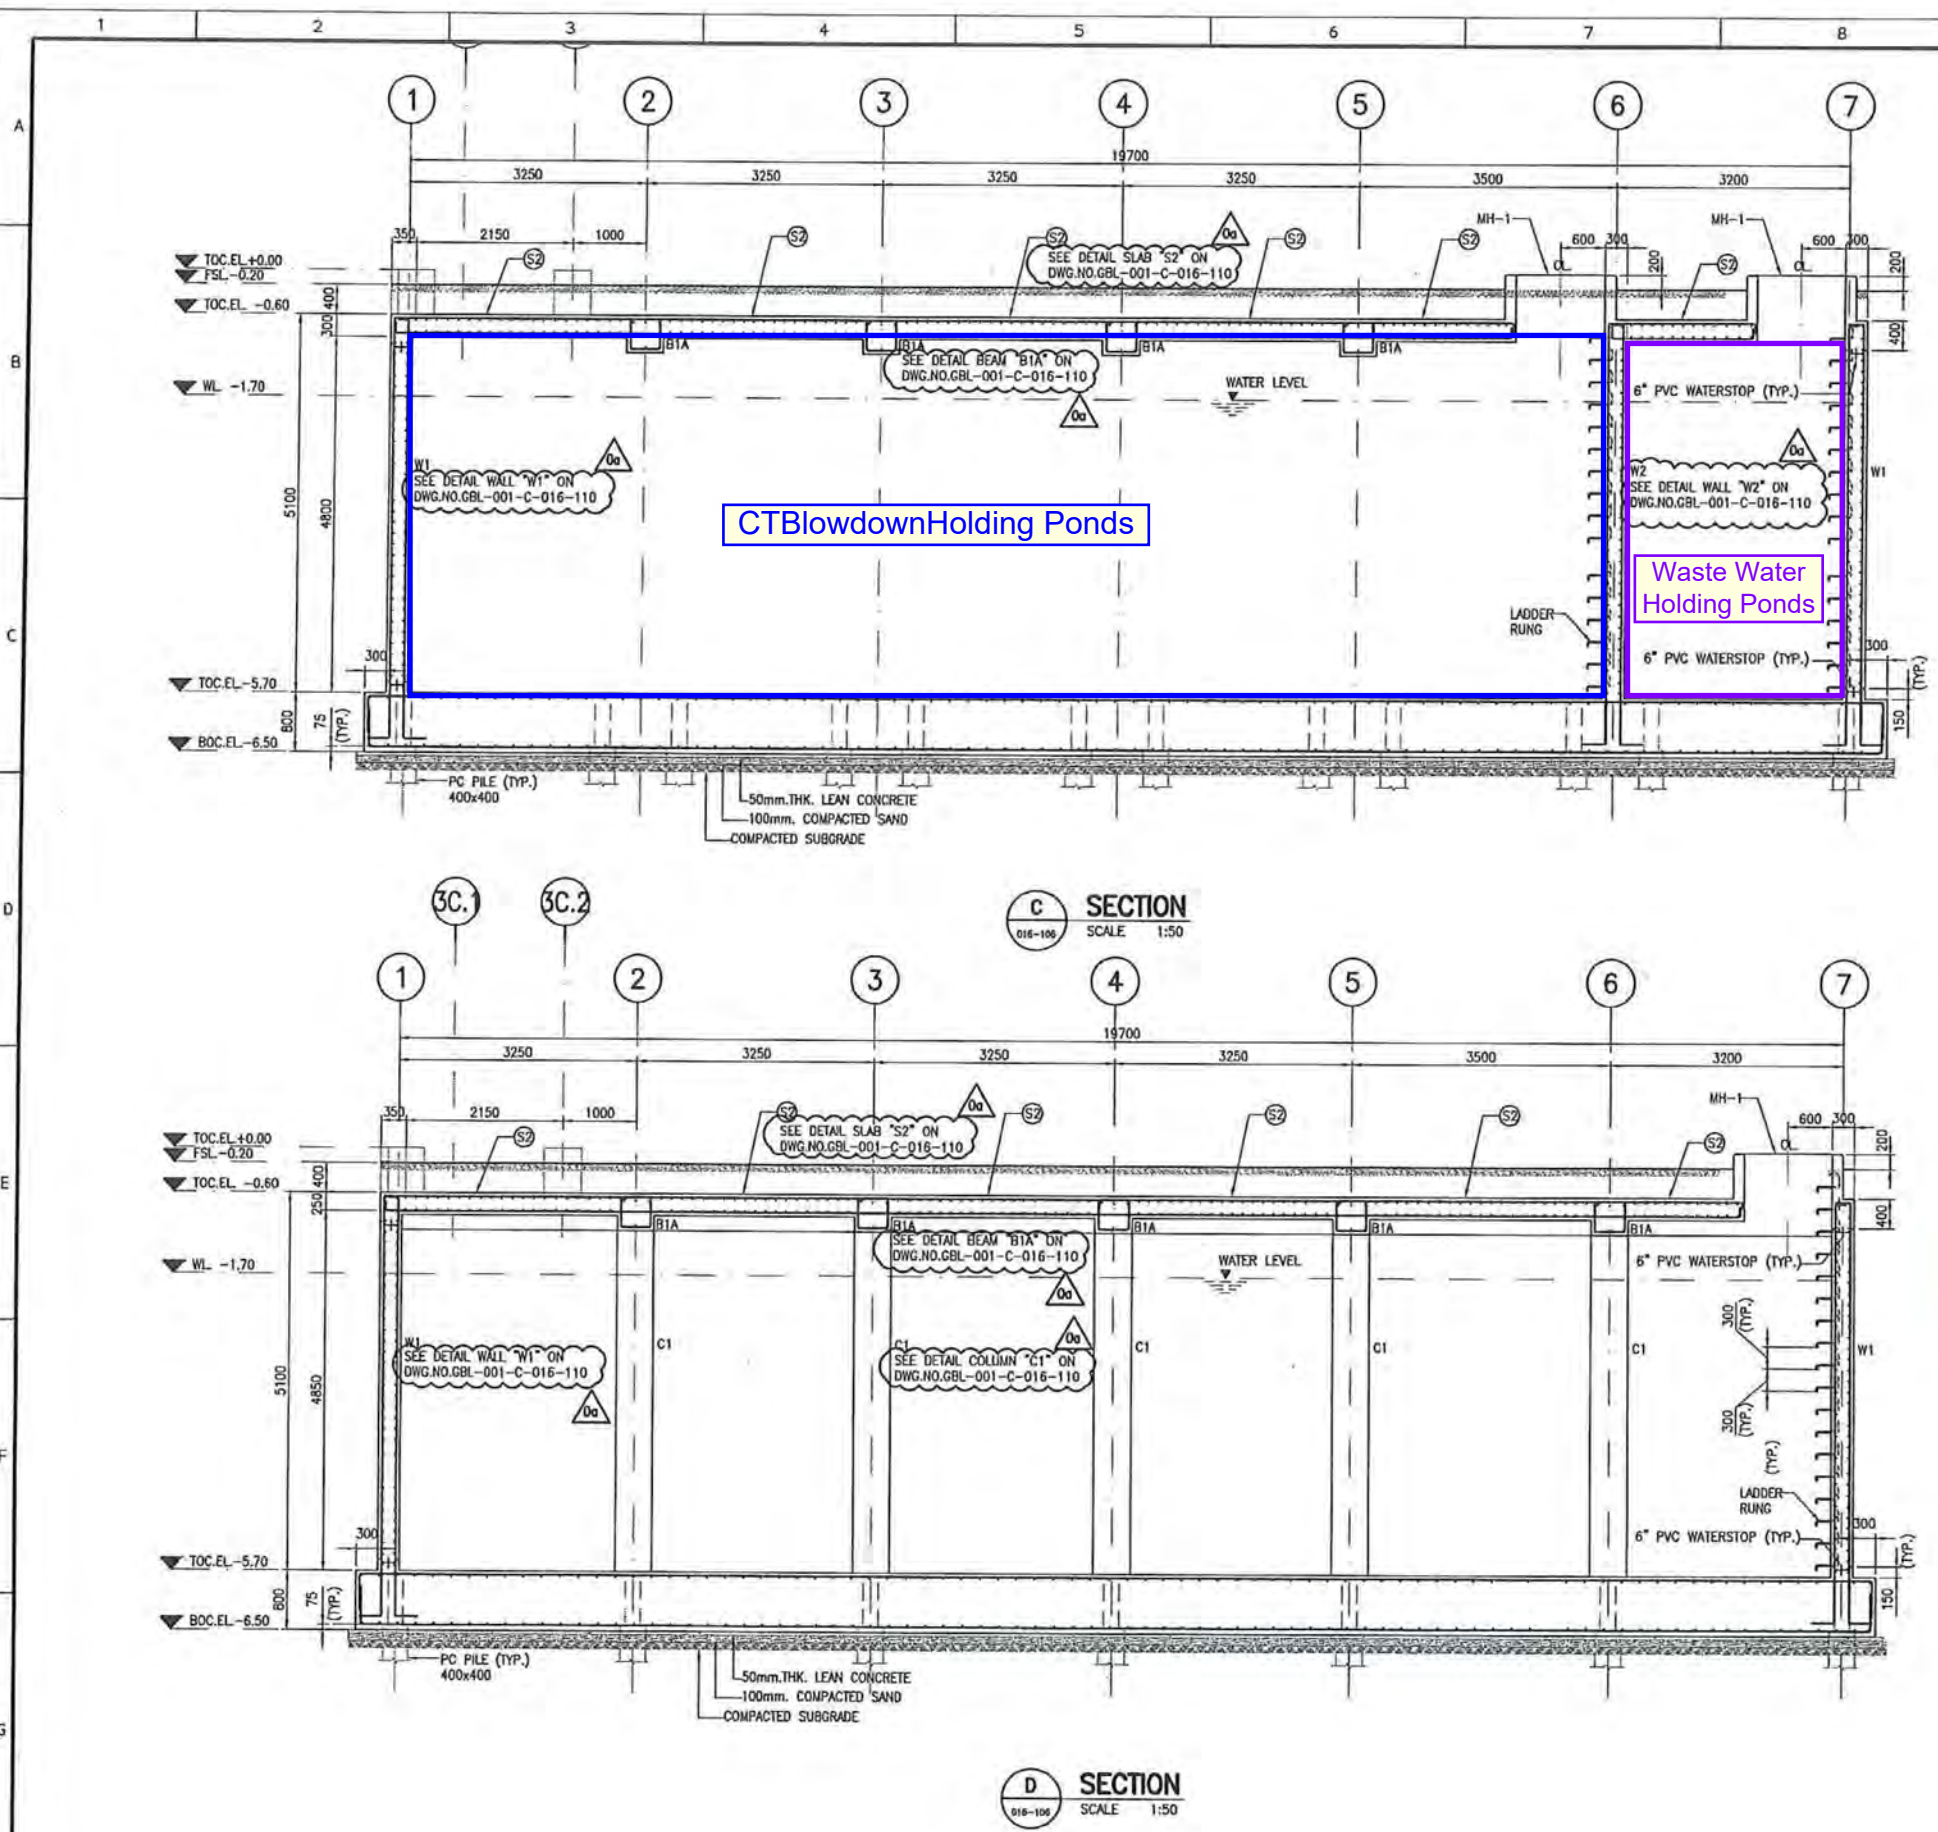 1 2 3 4 5 6 7 8
A
B
C
D
E
F
G
1 2 3 4 5 6 7
19700
3250 3250 3250 3250 3500 3200
350 2150 1000
S2 S2 S2 S2 S2 S2
MH-1 600 300 200
MH-1 600 300 200
0a
SEE DETAIL SLAB "S2" ON
DWG.NO.GBL-001-C-016-110
TOC.EL.+0.00
FSL.-0.20
TOC.EL. -0.60
400
300
400
B1A B1A B1A B1A
SEE DETAIL BEAM "B1A" ON
DWG.NO.GBL-001-C-016-110
0a
WL. -1.70
WATER LEVEL
6" PVC WATERSTOP (TYP.)
0a
W1
SEE DETAIL WALL "W1" ON
DWG.NO.GBL-001-C-016-110
0a
W2
SEE DETAIL WALL "W2" ON
DWG.NO.GBL-001-C-016-110
W1
5100
4800
CTBlowdownHolding Ponds
Waste Water
Holding Ponds
LADDER
RUNG
6" PVC WATERSTOP (TYP.)
300
300
(TYP.)
TOC.EL.-5.70
800
75
(TYP.)
150
BOC.EL.-6.50
PC PILE (TYP.)
400x400
50mm.THK. LEAN CONCRETE
100mm. COMPACTED SAND
COMPACTED SUBGRADE
C
016-106
SECTION
SCALE 1:50
3C.1 3C.2
1 2 3 4 5 6 7
19700
3250 3250 3250 3250 3500 3200
350 2150 1000
S2 S2 S2 S2 S2 S2
MH-1 600 300 200
0a
SEE DETAIL SLAB "S2" ON
DWG.NO.GBL-001-C-016-110
TOC.EL.+0.00
FSL.-0.20
TOC.EL. -0.60
400
250
400
B1A B1A B1A B1A B1A
SEE DETAIL BEAM "B1A" ON
DWG.NO.GBL-001-C-016-110
0a
WL. -1.70
WATER LEVEL
6" PVC WATERSTOP (TYP.)
W1
SEE DETAIL WALL "W1" ON
DWG.NO.GBL-001-C-016-110
0a
C1
0a
C1
SEE DETAIL COLUMN "C1" ON
DWG.NO.GBL-001-C-016-110
C1 C1 C1 W1
300
(TYP.)
300
(TYP.)
(TYP.)
5100
4850
LADDER
RUNG
6" PVC WATERSTOP (TYP.)
300
300
(TYP.)
TOC.EL.-5.70
800
75
(TYP.)
150
BOC.EL.-6.50
PC PILE (TYP.)
400x400
50mm.THK. LEAN CONCRETE
100mm. COMPACTED SAND
COMPACTED SUBGRADE
D
016-106
SECTION
SCALE 1:50